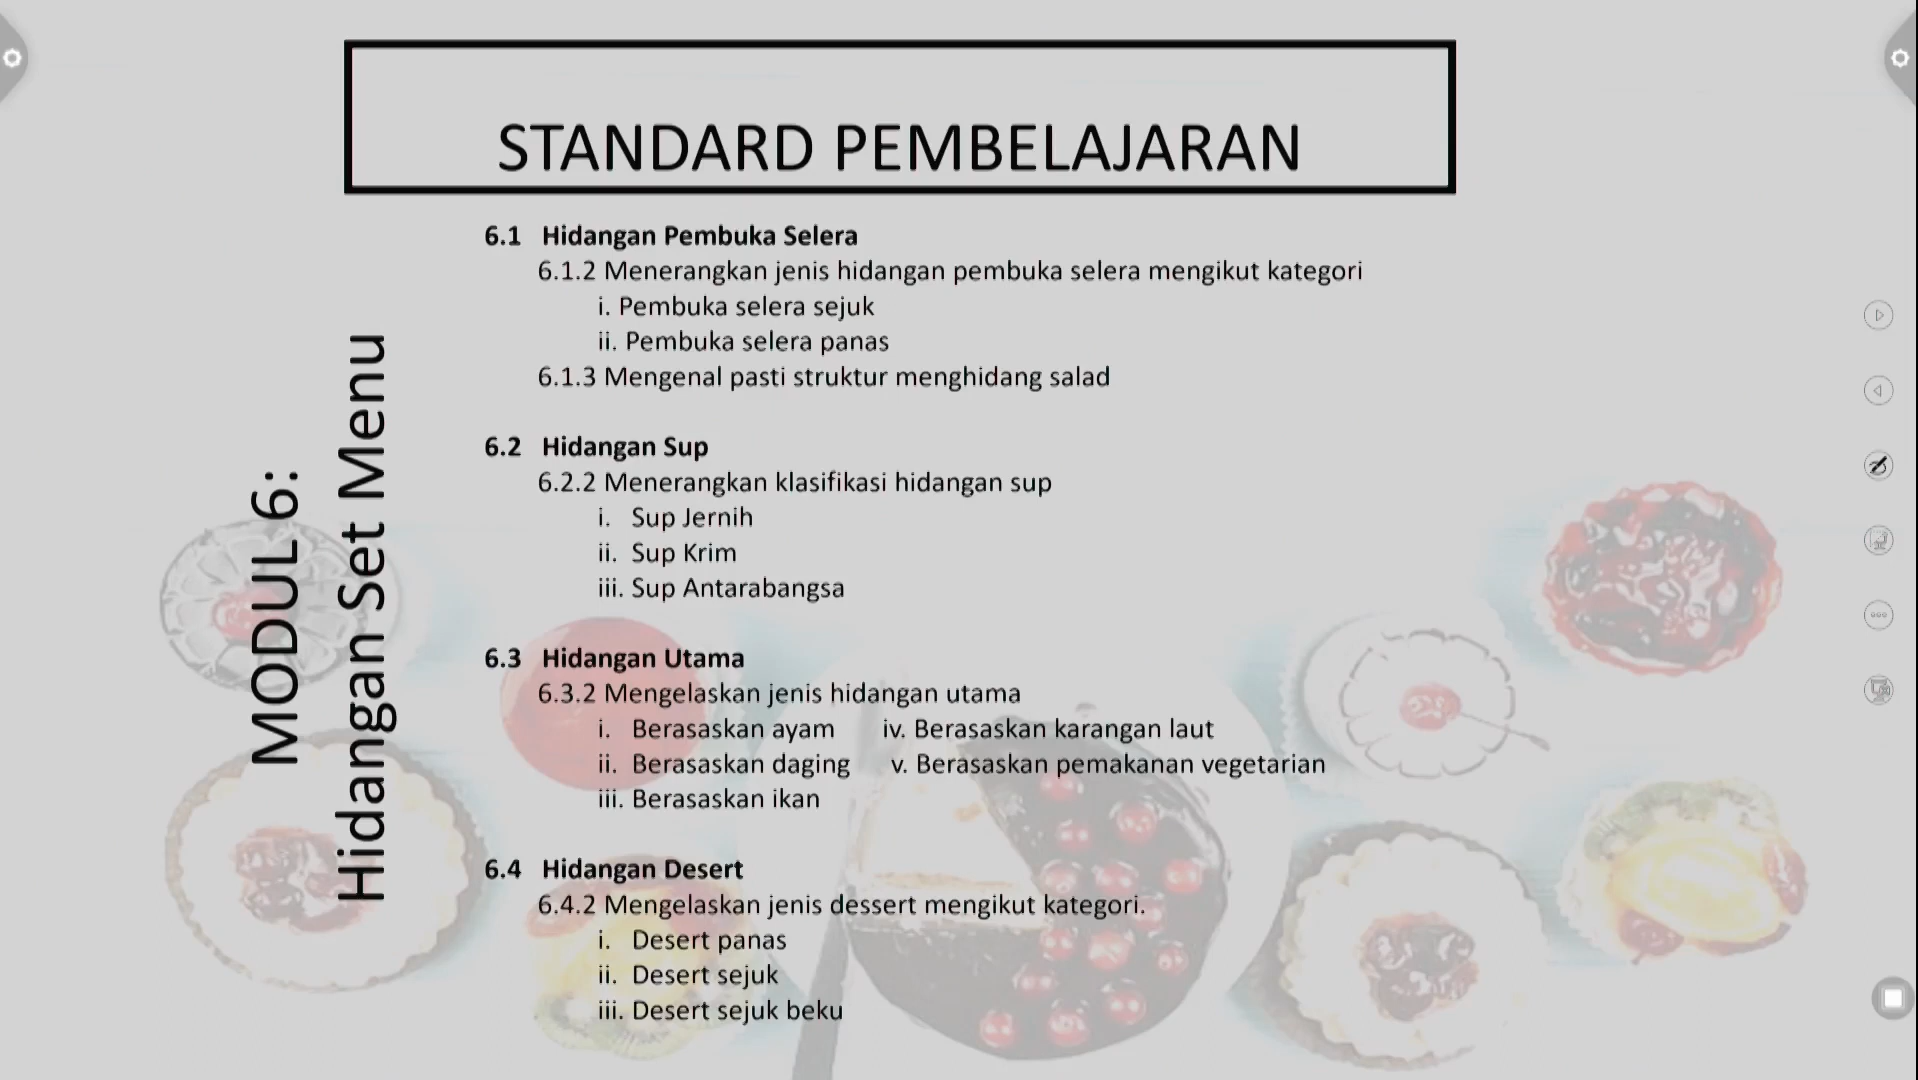 STANDARD PEMBELAJARAN
MODUL 6:
Hidangan Set Menu
6.1 Hidangan Pembuka Selera
6.1.2 Menerangkan jenis hidangan pembuka selera mengikut kategori
i. Pembuka selera sejuk
ii. Pembuka selera panas
6.1.3 Mengenal pasti struktur menghidang salad
6.2 Hidangan Sup
6.2.2 Menerangkan klasifikasi hidangan sup
i. Sup Jernih
ii. Sup Krim
iii. Sup Antarabangsa
6.3 Hidangan Utama
6.3.2 Mengelaskan jenis hidangan utama
i. Berasaskan ayam iv. Berasaskan karangan laut
ii. Berasaskan daging v. Berasaskan pemakanan vegetarian
iii. Berasaskan ikan
6.4 Hidangan Desert
6.4.2 Mengelaskan jenis dessert mengikut kategori.
i. Desert panas
ii. Desert sejuk
iii. Desert sejuk beku